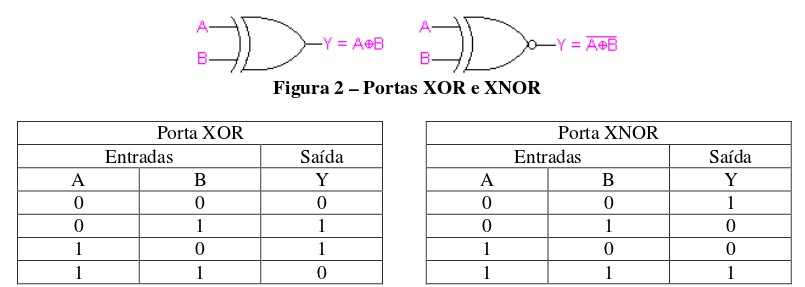 A
B
Y = A⊕B
A
B
Y = A⊕B
Figura 2 – Portas XOR e XNOR
Porta XOR
Entradas Saída
A B Y
0 0 0
0 1 1
1 0 1
1 1 0
Porta XNOR
Entradas Saída
A B Y
0 0 1
0 1 0
1 0 0
1 1 1